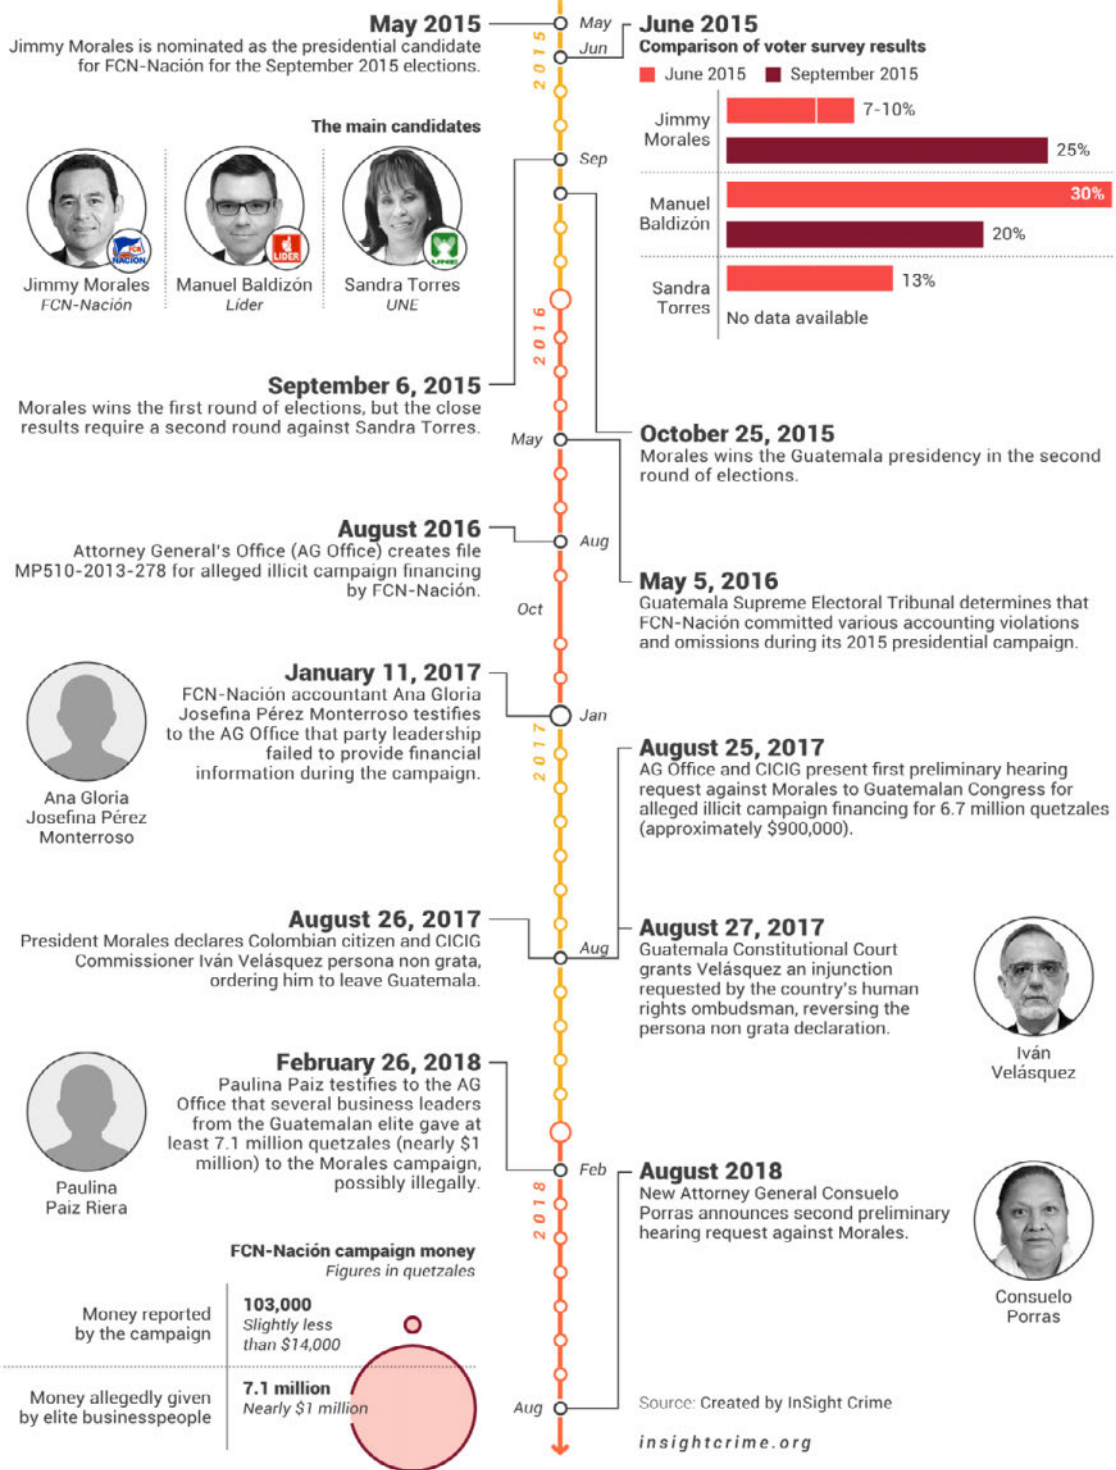 May 2015
Jimmy Morales is nominated as the presidential candidate
for FCN-Nación for the September 2015 elections.
May
Jun
2015
June 2015
Comparison of voter survey results
June 2015
September 2015
Jimmy
Morales
7-10%
25%
Manuel
Baldizón
30%
20%
Sandra
Torres
13%
No data available
The main candidates
FCN
NACION
LIDER
UNE
Jimmy Morales
FCN-Nación
Manuel Baldizón
Líder
Sandra Torres
UNE
Sep
2016
September 6, 2015
Morales wins the first round of elections, but the close
results require a second round against Sandra Torres.
October 25, 2015
Morales wins the Guatemala presidency in the second
round of elections.
May
August 2016
Attorney General's Office (AG Office) creates file
MP510-2013-278 for alleged illicit campaign financing
by FCN-Nación.
Aug
May 5, 2016
Guatemala Supreme Electoral Tribunal determines that
FCN-Nación committed various accounting violations
and omissions during its 2015 presidential campaign.
Oct
January 11, 2017
FCN-Nación accountant Ana Gloria
Josefina Pérez Monterroso testifies
to the AG Office that party leadership
failed to provide financial
information during the campaign.
Ana Gloria
Josefina Pérez
Monterroso
Jan
2017
August 25, 2017
AG Office and CICIG present first preliminary hearing
request against Morales to Guatemalan Congress for
alleged illicit campaign financing for 6.7 million quetzales
(approximately $900,000).
August 26, 2017
President Morales declares Colombian citizen and CICIG
Commissioner Iván Velásquez persona non grata,
ordering him to leave Guatemala.
Aug
August 27, 2017
Guatemala Constitutional Court
grants Velásquez an injunction
requested by the country's human
rights ombudsman, reversing the
persona non grata declaration.
Iván
Velásquez
February 26, 2018
Paulina Paiz testifies to the AG
Office that several business leaders
from the Guatemalan elite gave at
least 7.1 million quetzales (nearly $1
million) to the Morales campaign,
possibly illegally.
Paulina
Paiz Riera
Feb
2018
August 2018
New Attorney General Consuelo
Porras announces second preliminary
hearing request against Morales.
Consuelo
Porras
FCN-Nación campaign money
Figures in quetzales
Money reported
by the campaign
103,000
Slightly less
than $14,000
Money allegedly given
by elite businesspeople
7.1 million
Nearly $1 million
Aug
Source: Created by InSight Crime
insightcrime.org